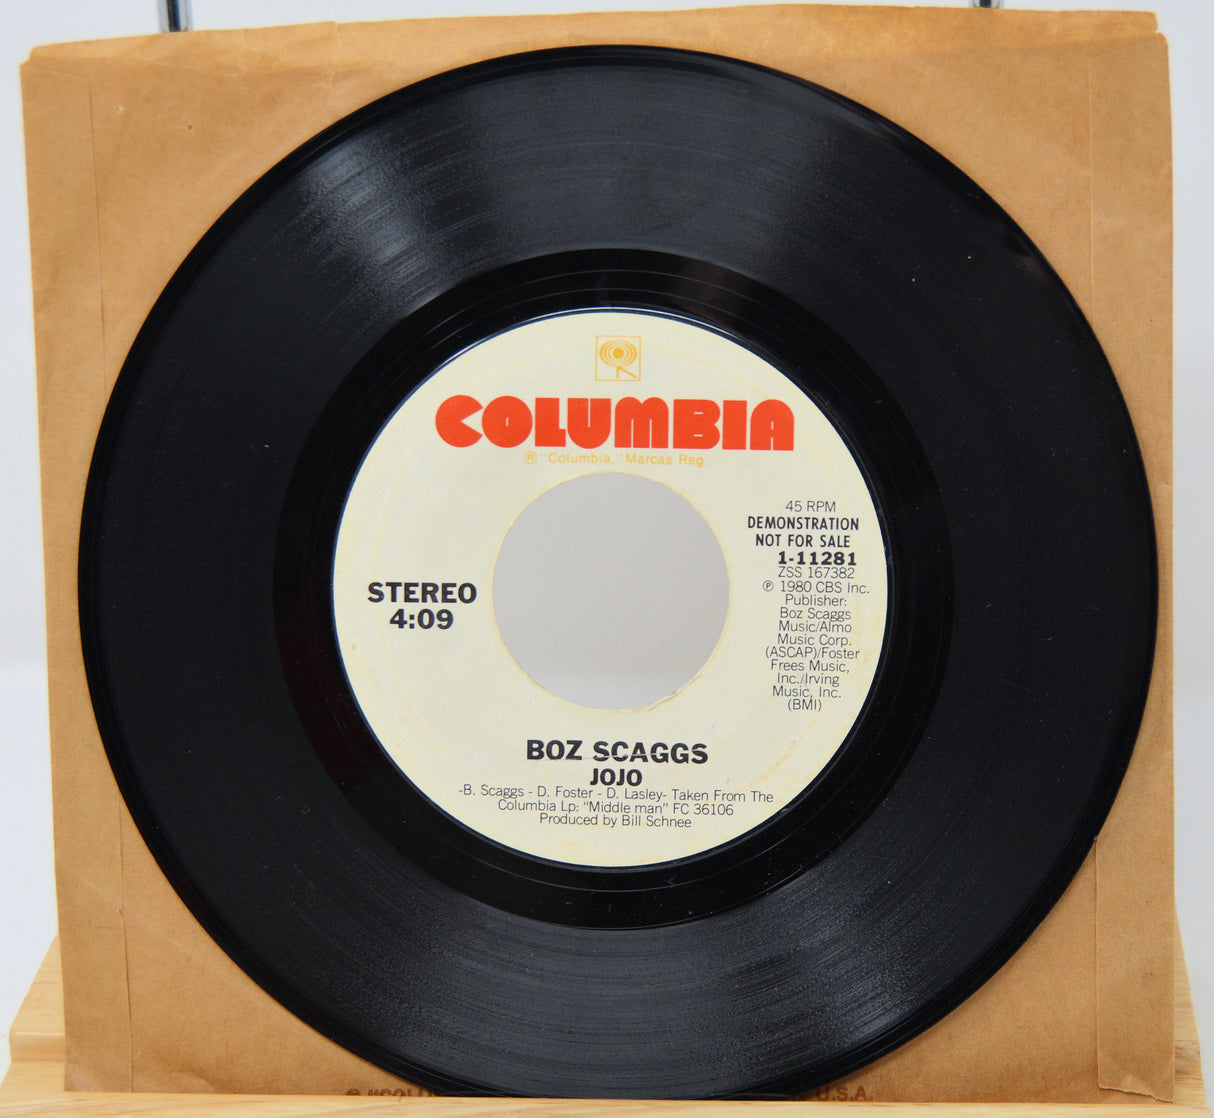 COLUMBIA
® "Columbia," Marcas Reg.
45 RPM
DEMONSTRATION
NOT FOR SALE
1-11281
ZSS 167382
℗ 1980 CBS Inc.
Publisher:
Boz Scaggs
Music/Almo
Music Corp.
(ASCAP)/Foster
Frees Music,
Inc./Irving
Music, Inc.
(BMI)
STEREO
4:09
BOZ SCAGGS
JOJO
-B. Scaggs - D. Foster - D. Lasley- Taken From The
Columbia Lp: "Middle man" FC 36106
Produced by Bill Schnee
U.S.A.